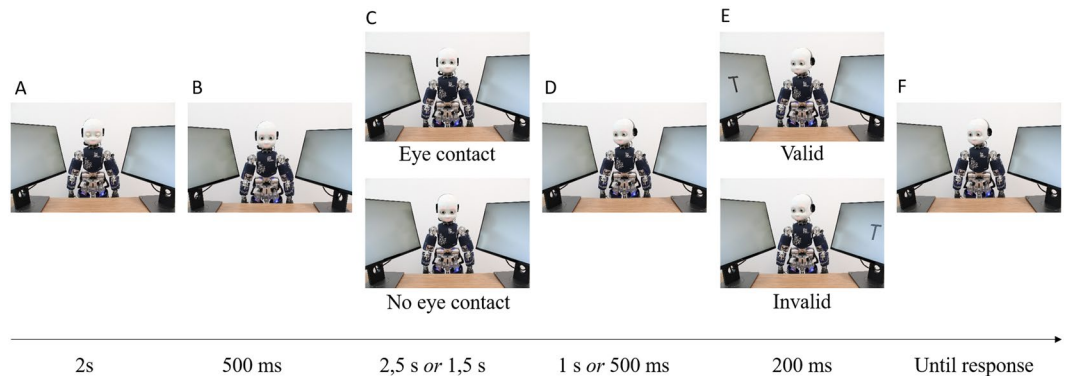 A
B
C
Eye contact
No eye contact
D
E
T
Valid
T
Invalid
F
2s
500 ms
2,5 s or 1,5 s
1 s or 500 ms
200 ms
Until response